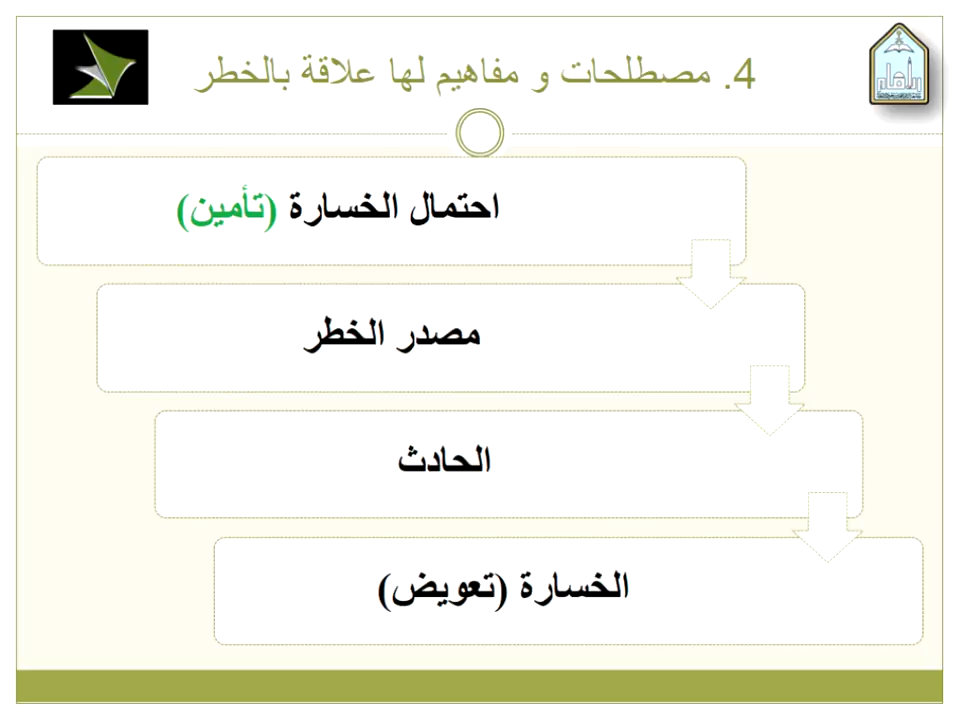 4. مصطلحات و مفاهيم لها علاقة بالخطر
احتمال الخسارة (تأمين)
مصدر الخطر
الحادث
الخسارة (تعويض)